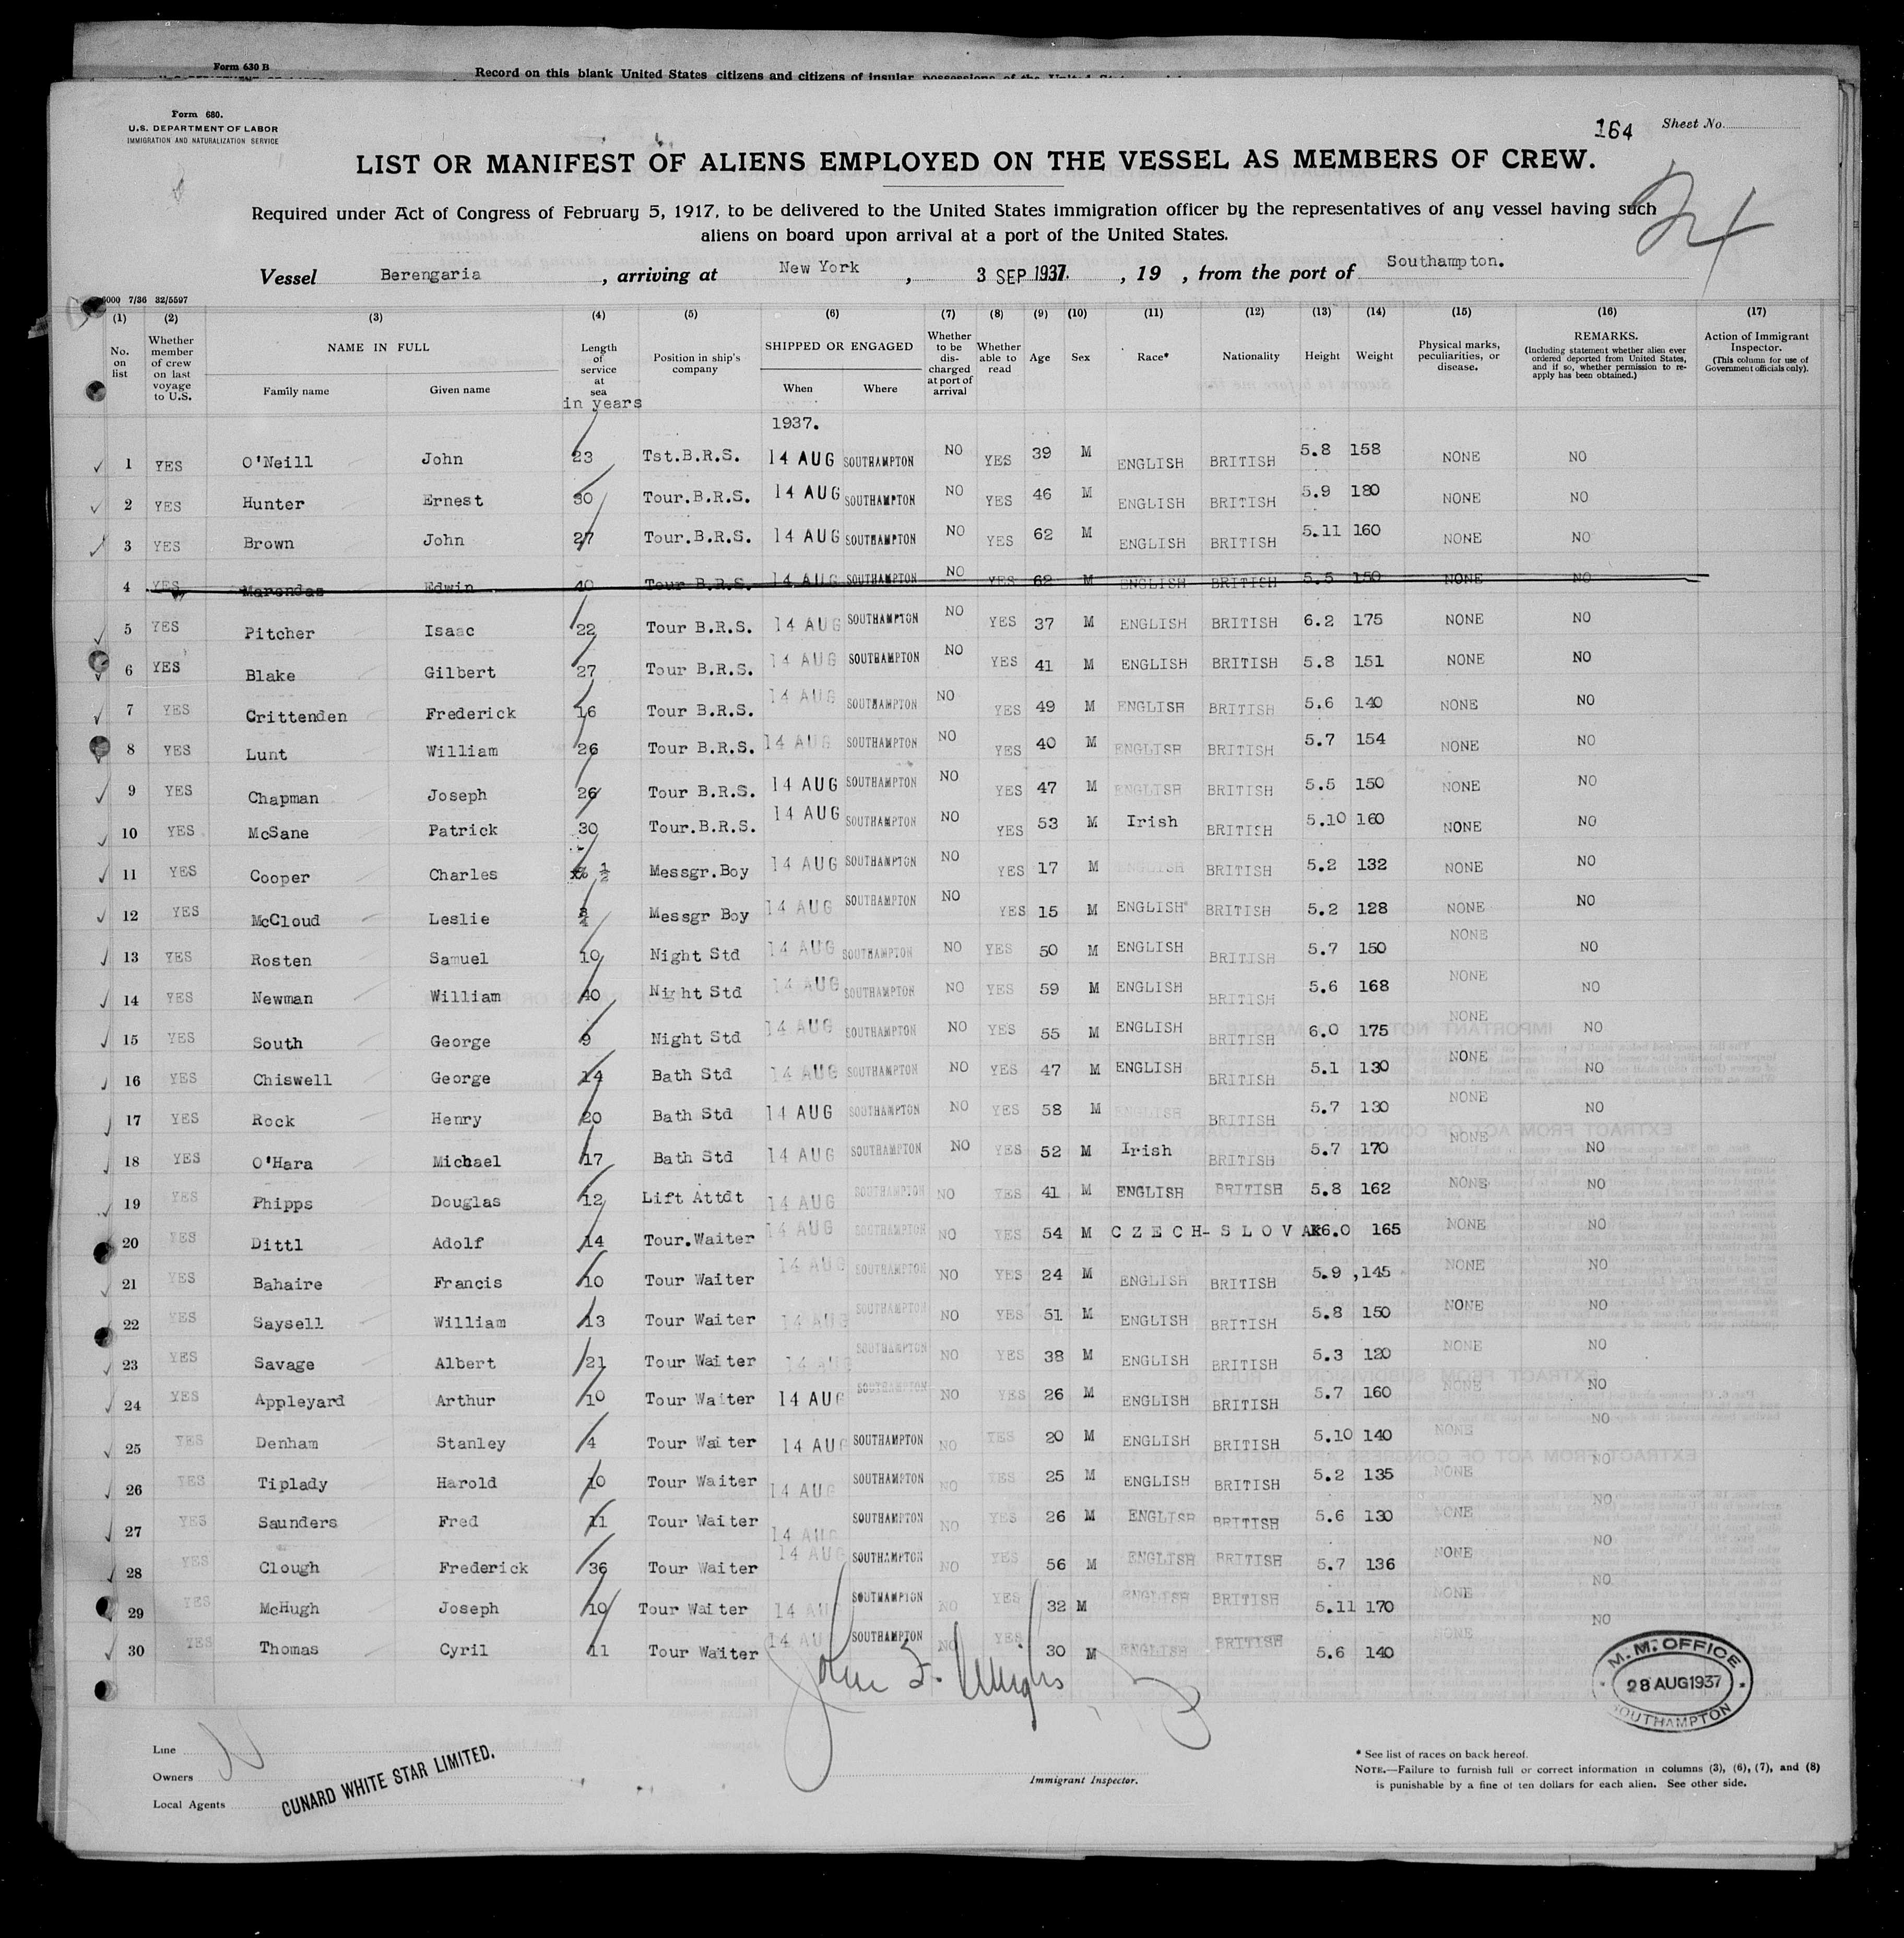 Form 630 B
Record on this blank United States citizens and citizens of insular possessions of the United States
Form 680.
U.S. DEPARTMENT OF LABOR
IMMIGRATION AND NATURALIZATION SERVICE
164 Sheet No.
LIST OR MANIFEST OF ALIENS EMPLOYED ON THE VESSEL AS MEMBERS OF CREW.
24
Required under Act of Congress of February 5, 1917, to be delivered to the United States immigration officer by the representatives of any vessel having such
aliens on board upon arrival at a port of the United States.
Vessel Berengaria , arriving at New York , 3 SEP 1937. , 19 , from the port of Southampton.
6000 7/36 32/5597
(1) (2) (3) (4) (5) (6) (7) (8) (9) (10) (11) (12) (13) (14) (15) (16) (17)
No. on list
Whether member of crew on last voyage to U.S.
NAME IN FULL
Family name Given name
Length of service at sea in years
Position in ship's company
SHIPPED OR ENGAGED
When Where
Whether to be discharged at port of arrival
Whether able to read
Age Sex Race* Nationality Height Weight
Physical marks, peculiarities, or disease.
REMARKS.
(Including statement whether alien ever ordered deported from United States, and if so, whether permission to re-apply has been obtained.)
Action of Immigrant Inspector.
(This column for use of Government officials only).
1937.
1 YES O'Neill John 23 Tst.B.R.S. 14 AUG SOUTHAMPTON NO YES 39 M ENGLISH BRITISH 5.8 158 NONE NO
2 YES Hunter Ernest 30 Tour.B.R.S. 14 AUG SOUTHAMPTON NO YES 46 M ENGLISH BRITISH 5.9 180 NONE NO
3 YES Brown John 27 Tour.B.R.S. 14 AUG SOUTHAMPTON NO YES 62 M ENGLISH BRITISH 5.11 160 NONE NO
4 YES Marendas Edwin 40 Tour B.R.S. 14 AUG SOUTHAMPTON NO YES 62 M ENGLISH BRITISH 5.5 150 NONE NO
5 YES Pitcher Isaac 22 Tour B.R.S. 14 AUG SOUTHAMPTON NO YES 37 M ENGLISH BRITISH 6.2 175 NONE NO
6 YES Blake Gilbert 27 Tour B.R.S. 14 AUG SOUTHAMPTON NO YES 41 M ENGLISH BRITISH 5.8 151 NONE NO
7 YES Crittenden Frederick 16 Tour B.R.S. 14 AUG SOUTHAMPTON NO YES 49 M ENGLISH BRITISH 5.6 140 NONE NO
8 YES Lunt William 26 Tour B.R.S. 14 AUG SOUTHAMPTON NO YES 40 M ENGLISH BRITISH 5.7 154 NONE NO
9 YES Chapman Joseph 26 Tour B.R.S. 14 AUG SOUTHAMPTON NO YES 47 M ENGLISH BRITISH 5.5 150 NONE NO
10 YES McSane Patrick 30 Tour.B.R.S. 14 AUG SOUTHAMPTON NO YES 53 M Irish BRITISH 5.10 160 NONE NO
11 YES Cooper Charles ½ Messgr.Boy 14 AUG SOUTHAMPTON NO YES 17 M ENGLISH BRITISH 5.2 132 NONE NO
12 YES McCloud Leslie ¾ Messgr Boy 14 AUG SOUTHAMPTON NO YES 15 M ENGLISH BRITISH 5.2 128 NONE NO
13 YES Rosten Samuel 10 Night Std 14 AUG SOUTHAMPTON NO YES 50 M ENGLISH BRITISH 5.7 150 NONE NO
14 YES Newman William 40 Night Std 14 AUG SOUTHAMPTON NO YES 59 M ENGLISH BRITISH 5.6 168 NONE NO
15 YES South George 9 Night Std 14 AUG SOUTHAMPTON NO YES 55 M ENGLISH BRITISH 6.0 175 NONE NO
16 YES Chiswell George 14 Bath Std 14 AUG SOUTHAMPTON NO YES 47 M ENGLISH BRITISH 5.1 130 NONE NO
17 YES Rock Henry 20 Bath Std 14 AUG SOUTHAMPTON NO YES 58 M ENGLISH BRITISH 5.7 130 NONE NO
18 YES O'Hara Michael 17 Bath Std 14 AUG SOUTHAMPTON NO YES 52 M Irish BRITISH 5.7 170 NONE NO
19 YES Phipps Douglas 12 Lift Attdt 14 AUG SOUTHAMPTON NO YES 41 M ENGLISH BRITISH 5.8 162 NONE NO
20 YES Dittl Adolf 14 Tour.Waiter 14 AUG SOUTHAMPTON NO YES 54 M CZECH-SLOVAK 6.0 165 NONE NO
21 YES Bahaire Francis 10 Tour Waiter 14 AUG SOUTHAMPTON NO YES 24 M ENGLISH BRITISH 5.9 ,145 NONE NO
22 YES Saysell William 13 Tour Waiter 14 AUG SOUTHAMPTON NO YES 51 M ENGLISH BRITISH 5.8 150 NONE NO
23 YES Savage Albert 21 Tour Waiter 14 AUG SOUTHAMPTON NO YES 38 M ENGLISH BRITISH 5.3 120 NONE NO
24 YES Appleyard Arthur 10 Tour Waiter 14 AUG SOUTHAMPTON NO YES 26 M ENGLISH BRITISH 5.7 160 NONE NO
25 YES Denham Stanley 4 Tour Waiter 14 AUG SOUTHAMPTON NO YES 20 M ENGLISH BRITISH 5.10 140 NONE NO
26 YES Tiplady Harold 10 Tour Waiter 14 AUG SOUTHAMPTON NO YES 25 M ENGLISH BRITISH 5.2 135 NONE NO
27 YES Saunders Fred 11 Tour Waiter 14 AUG SOUTHAMPTON NO YES 26 M ENGLISH BRITISH 5.6 130 NONE NO
28 YES Clough Frederick 36 Tour Waiter 14 AUG SOUTHAMPTON NO YES 56 M ENGLISH BRITISH 5.7 136 NONE NO
29 YES McHugh Joseph 10 Tour Waiter 14 AUG SOUTHAMPTON NO YES 32 M ENGLISH BRITISH 5.11 170 NONE NO
30 YES Thomas Cyril 11 Tour Waiter 14 AUG SOUTHAMPTON NO YES 30 M ENGLISH BRITISH 5.6 140 NONE NO
M.M. OFFICE
28 AUG 1937
SOUTHAMPTON
Line
Owners
Local Agents
CUNARD WHITE STAR LIMITED.
Immigrant Inspector.
* See list of races on back hereof.
NOTE.—Failure to furnish full or correct information in columns (3), (6), (7), and (8)
is punishable by a fine of ten dollars for each alien. See other side.